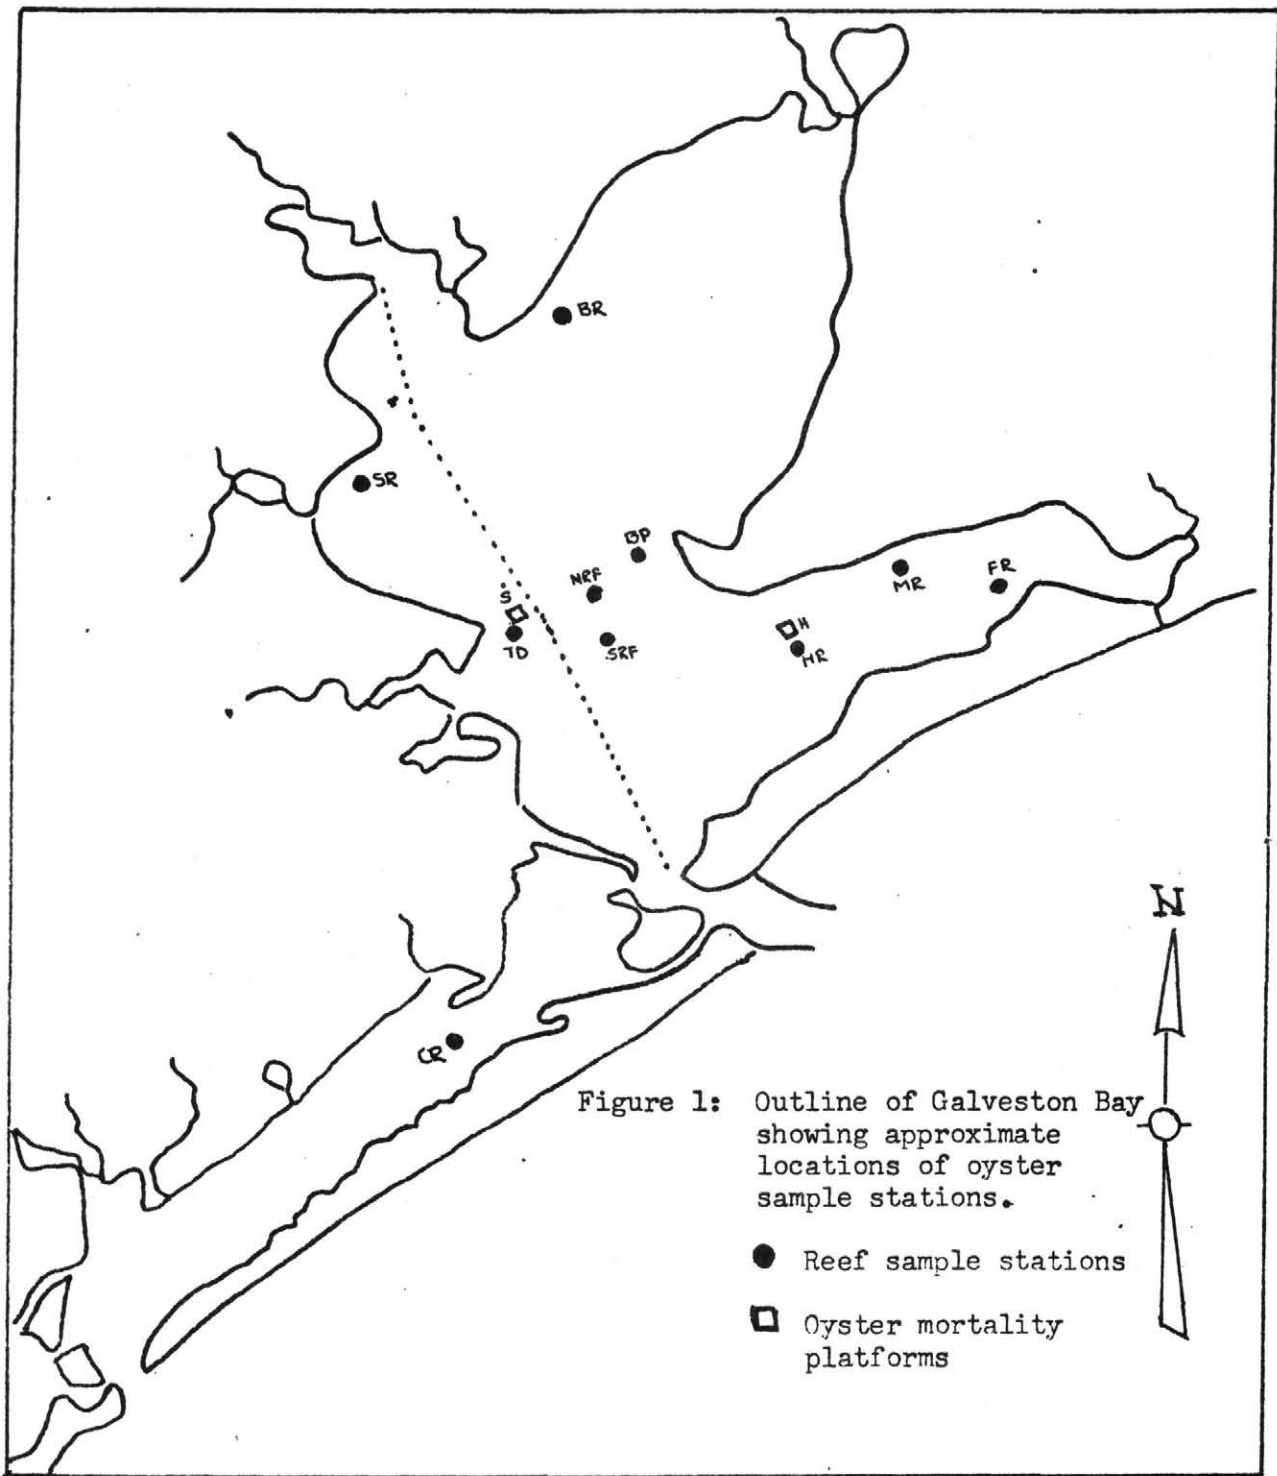 BR
SR
BP
NRF
MR
FR
S
H
TD
SRF
HR
N
CR
Figure 1: Outline of Galveston Bay
showing approximate
locations of oyster
sample stations.
Reef sample stations
Oyster mortality
platforms